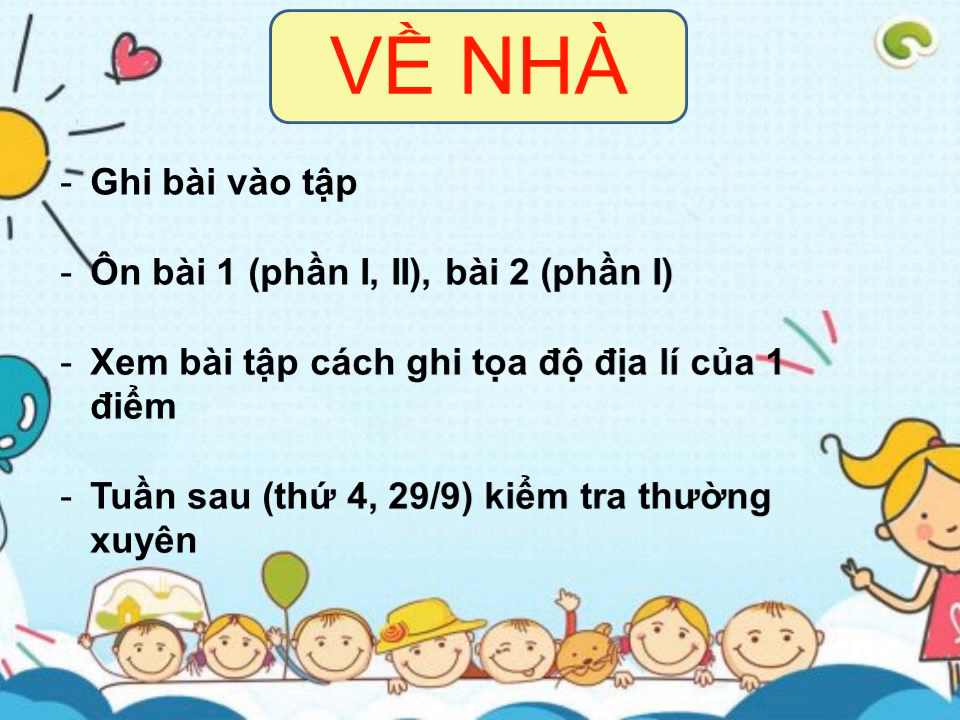 VỀ NHÀ
- Ghi bài vào tập
- Ôn bài 1 (phần I, II), bài 2 (phần I)
- Xem bài tập cách ghi tọa độ địa lí của 1
điểm
- Tuần sau (thứ 4, 29/9) kiểm tra thường
xuyên